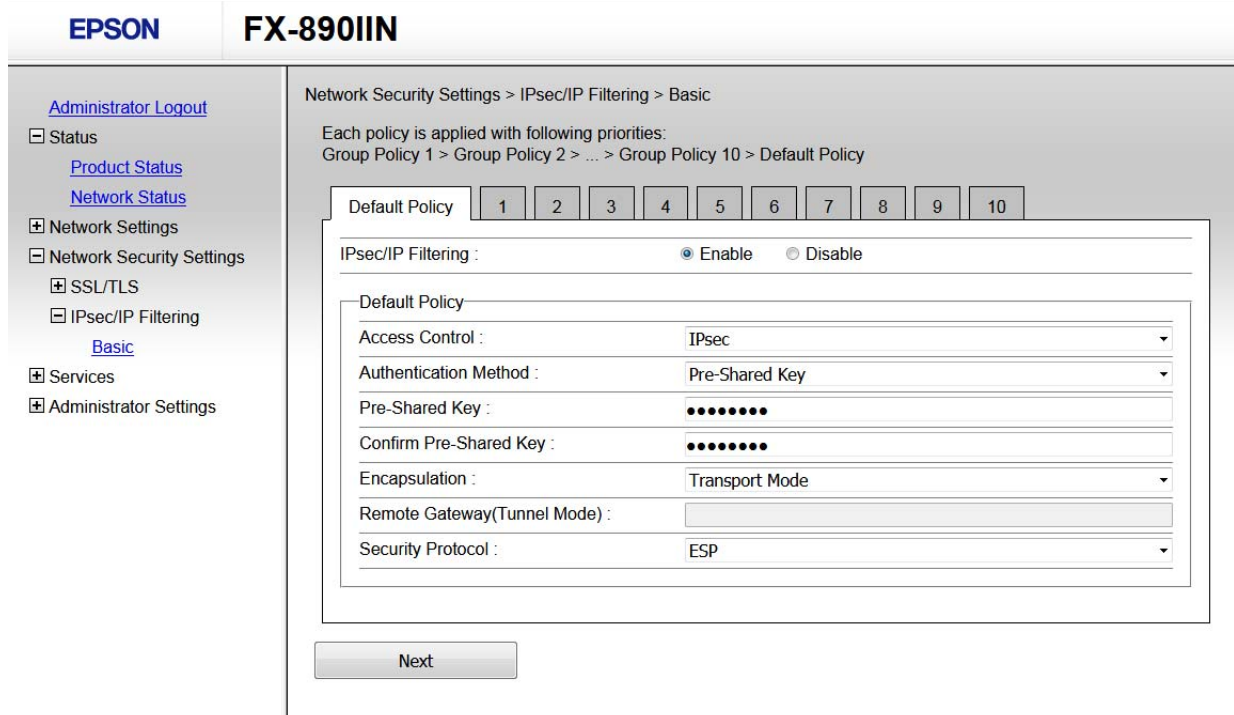 EPSON FX-890IIN
Administrator Logout
Status
Product Status
Network Status
Network Settings
Network Security Settings
SSL/TLS
IPsec/IP Filtering
Basic
Services
Administrator Settings
Network Security Settings > IPsec/IP Filtering > Basic
Each policy is applied with following priorities:
Group Policy 1 > Group Policy 2 > ... > Group Policy 10 > Default Policy
Default Policy 1 2 3 4 5 6 7 8 9 10
IPsec/IP Filtering : Enable Disable
Default Policy
Access Control : IPsec
Authentication Method : Pre-Shared Key
Pre-Shared Key : ●●●●●●●●
Confirm Pre-Shared Key : ●●●●●●●●
Encapsulation : Transport Mode
Remote Gateway(Tunnel Mode) :
Security Protocol : ESP
Next